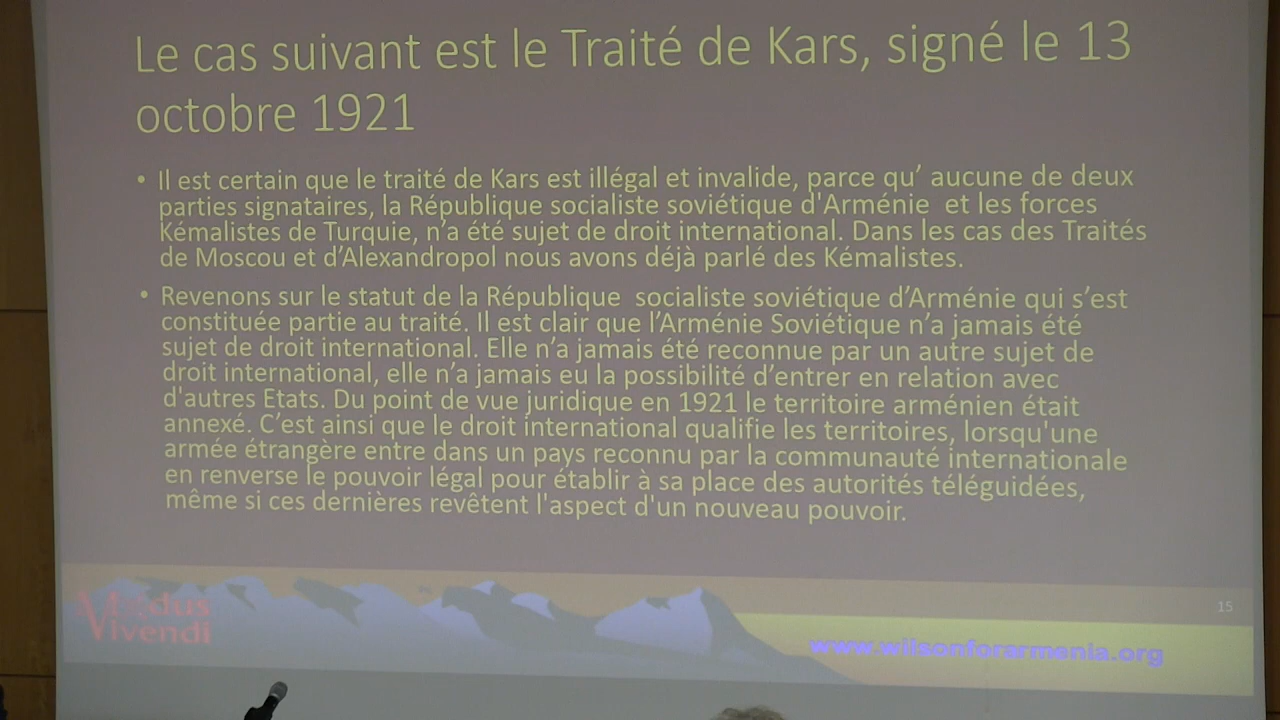 Le cas suivant est le Traité de Kars, signé le 13
octobre 1921
• Il est certain que le traité de Kars est illégal et invalide, parce qu’ aucune de deux
parties signataires, la République socialiste soviétique d'Arménie et les forces
Kémalistes de Turquie, n’a été sujet de droit international. Dans les cas des Traités
de Moscou et d’Alexandropol nous avons déjà parlé des Kémalistes.
• Revenons sur le statut de la République socialiste soviétique d’Arménie qui s’est
constituée partie au traité. Il est clair que l’Arménie Soviétique n’a jamais été
sujet de droit international. Elle n’a jamais été reconnue par un autre sujet de
droit international, elle n’a jamais eu la possibilité d’entrer en relation avec
d'autres Etats. Du point de vue juridique en 1921 le territoire arménien était
annexé. C’est ainsi que le droit international qualifie les territoires, lorsqu'une
armée étrangère entre dans un pays reconnu par la communauté internationale
en renverse le pouvoir légal pour établir à sa place des autorités téléguidées,
même si ces dernières revêtent l'aspect d'un nouveau pouvoir.
Modus
Vivendi
15
www.wilsonforarmenia.org